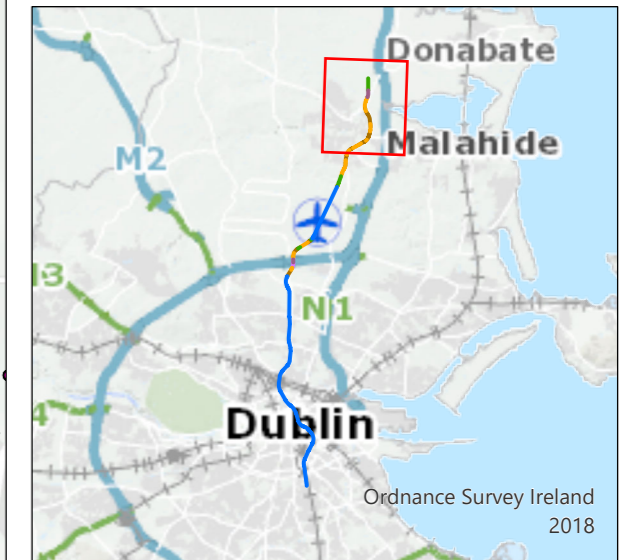 Donabate
M2
Malahide
N1
Dublin
Ordnance Survey Ireland
2018